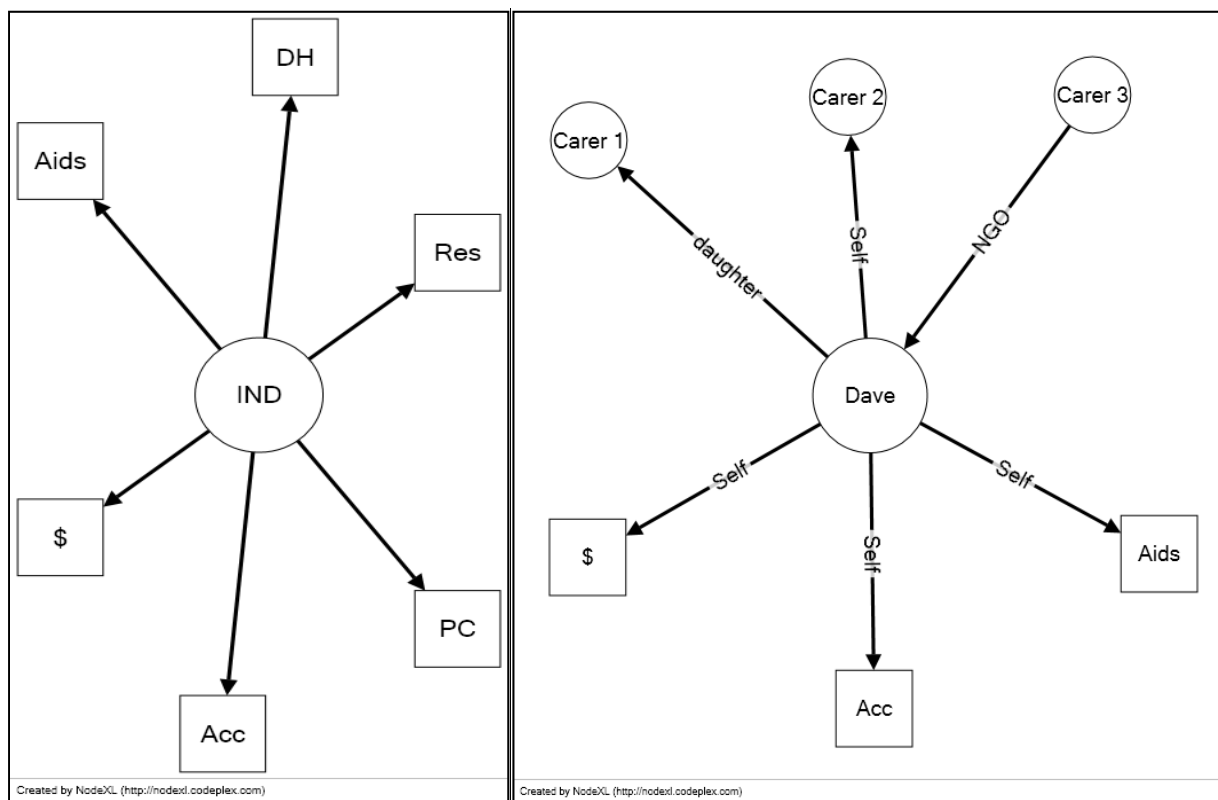 DH
Aids
Res
IND
$
PC
Acc
Created by NodeXL (http://nodexl.codeplex.com)
Carer 1
Carer 2
Carer 3
daughter
Self
NGO
Dave
Self
Self
Self
$
Aids
Acc
Created by NodeXL (http://nodexl.codeplex.com)